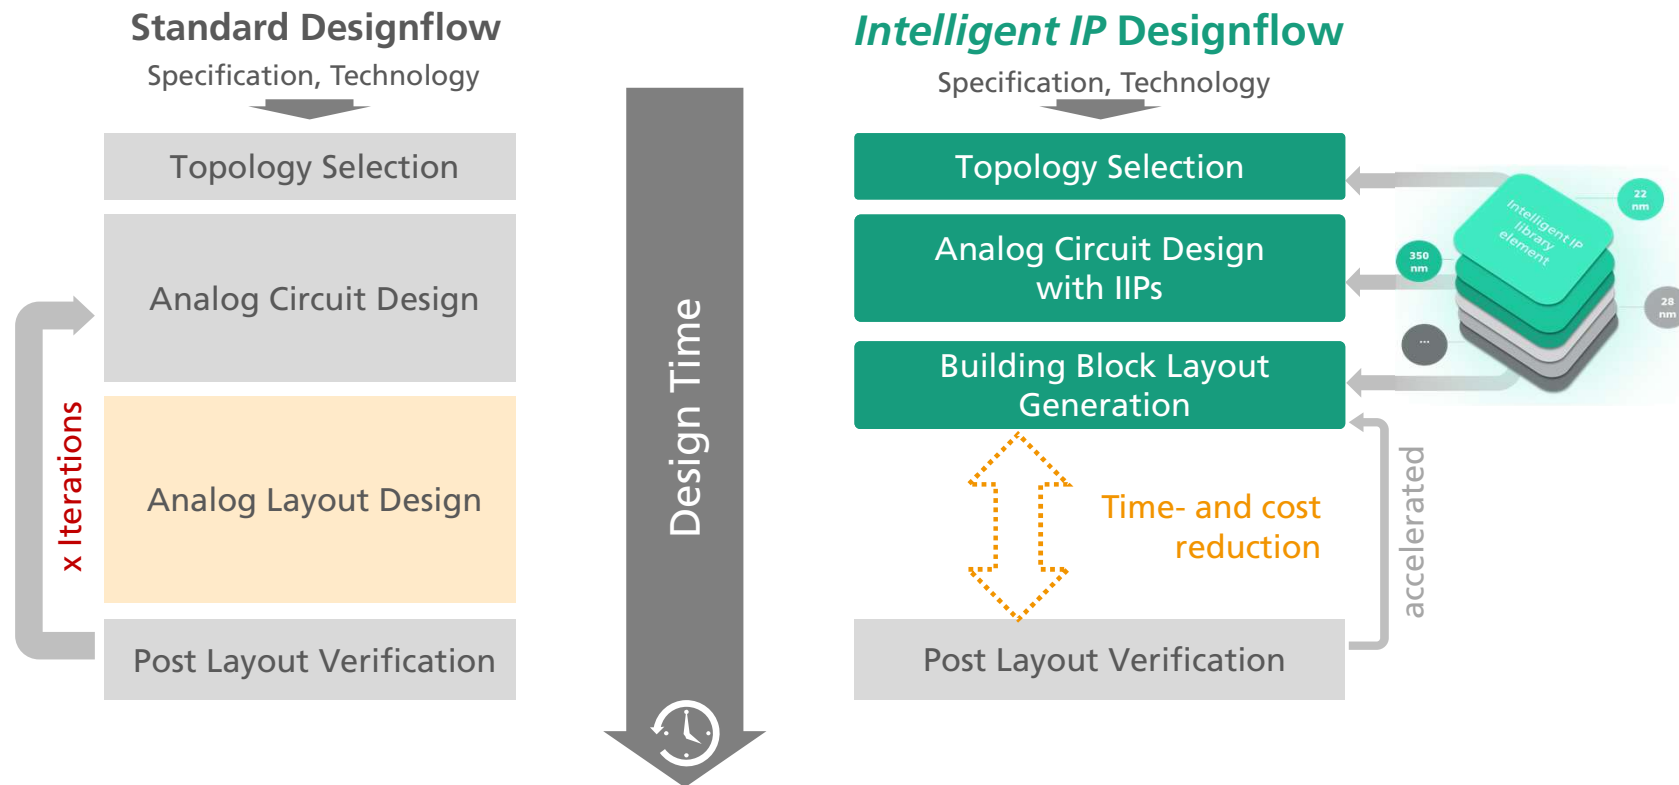 Standard Designflow
Specification, Technology
Topology Selection
Analog Circuit Design
Analog Layout Design
Post Layout Verification
x Iterations
Design Time
Intelligent IP Designflow
Specification, Technology
Topology Selection
Analog Circuit Design
with IIPs
Building Block Layout
Generation
Time- and cost
reduction
Post Layout Verification
accelerated
Intelligent IP
library
element
22
nm
350
nm
28
nm
...